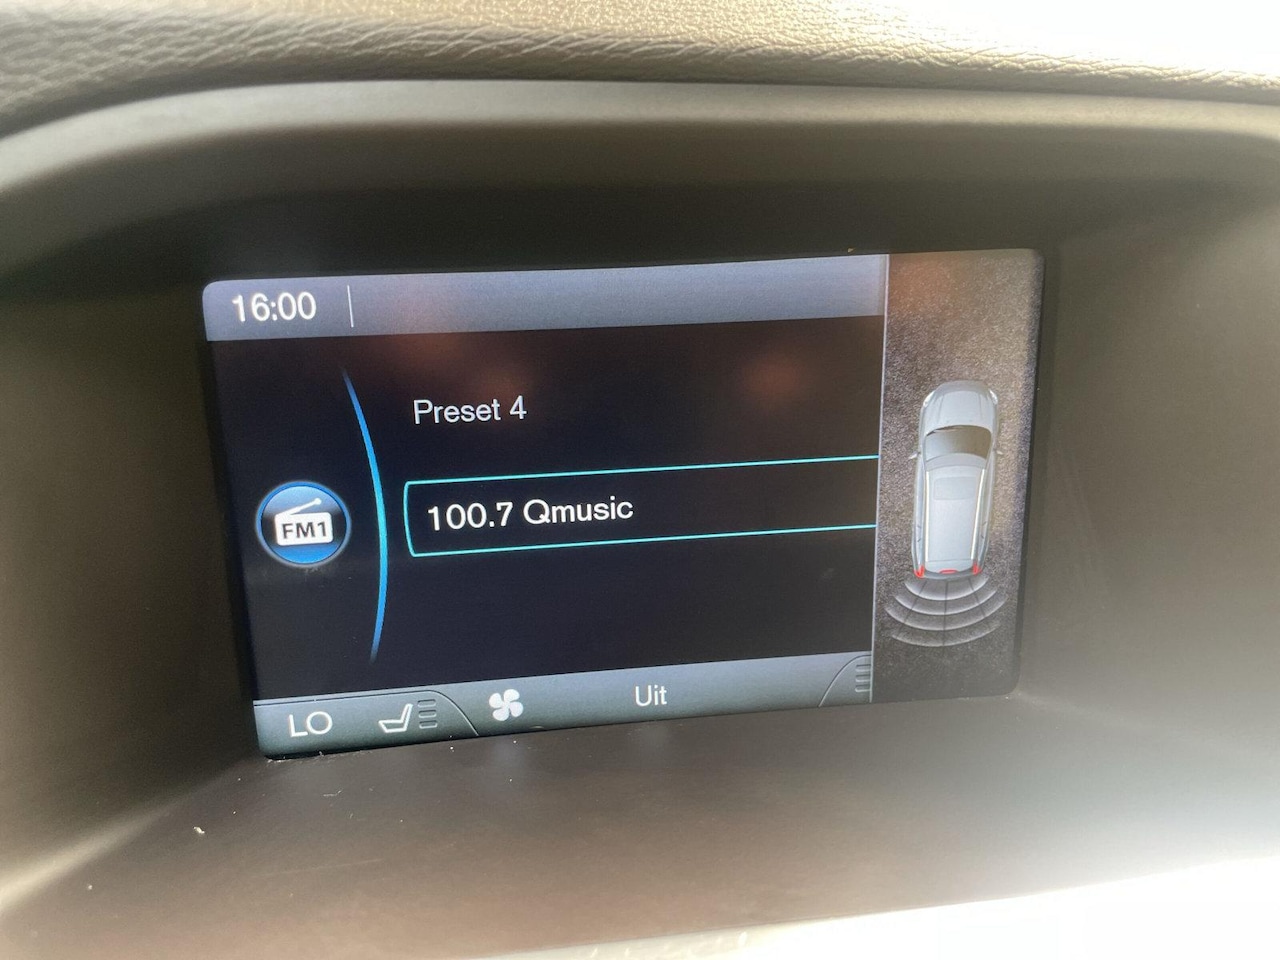 16:00
Preset 4
FM1
100.7 Qmusic
LO
Uit